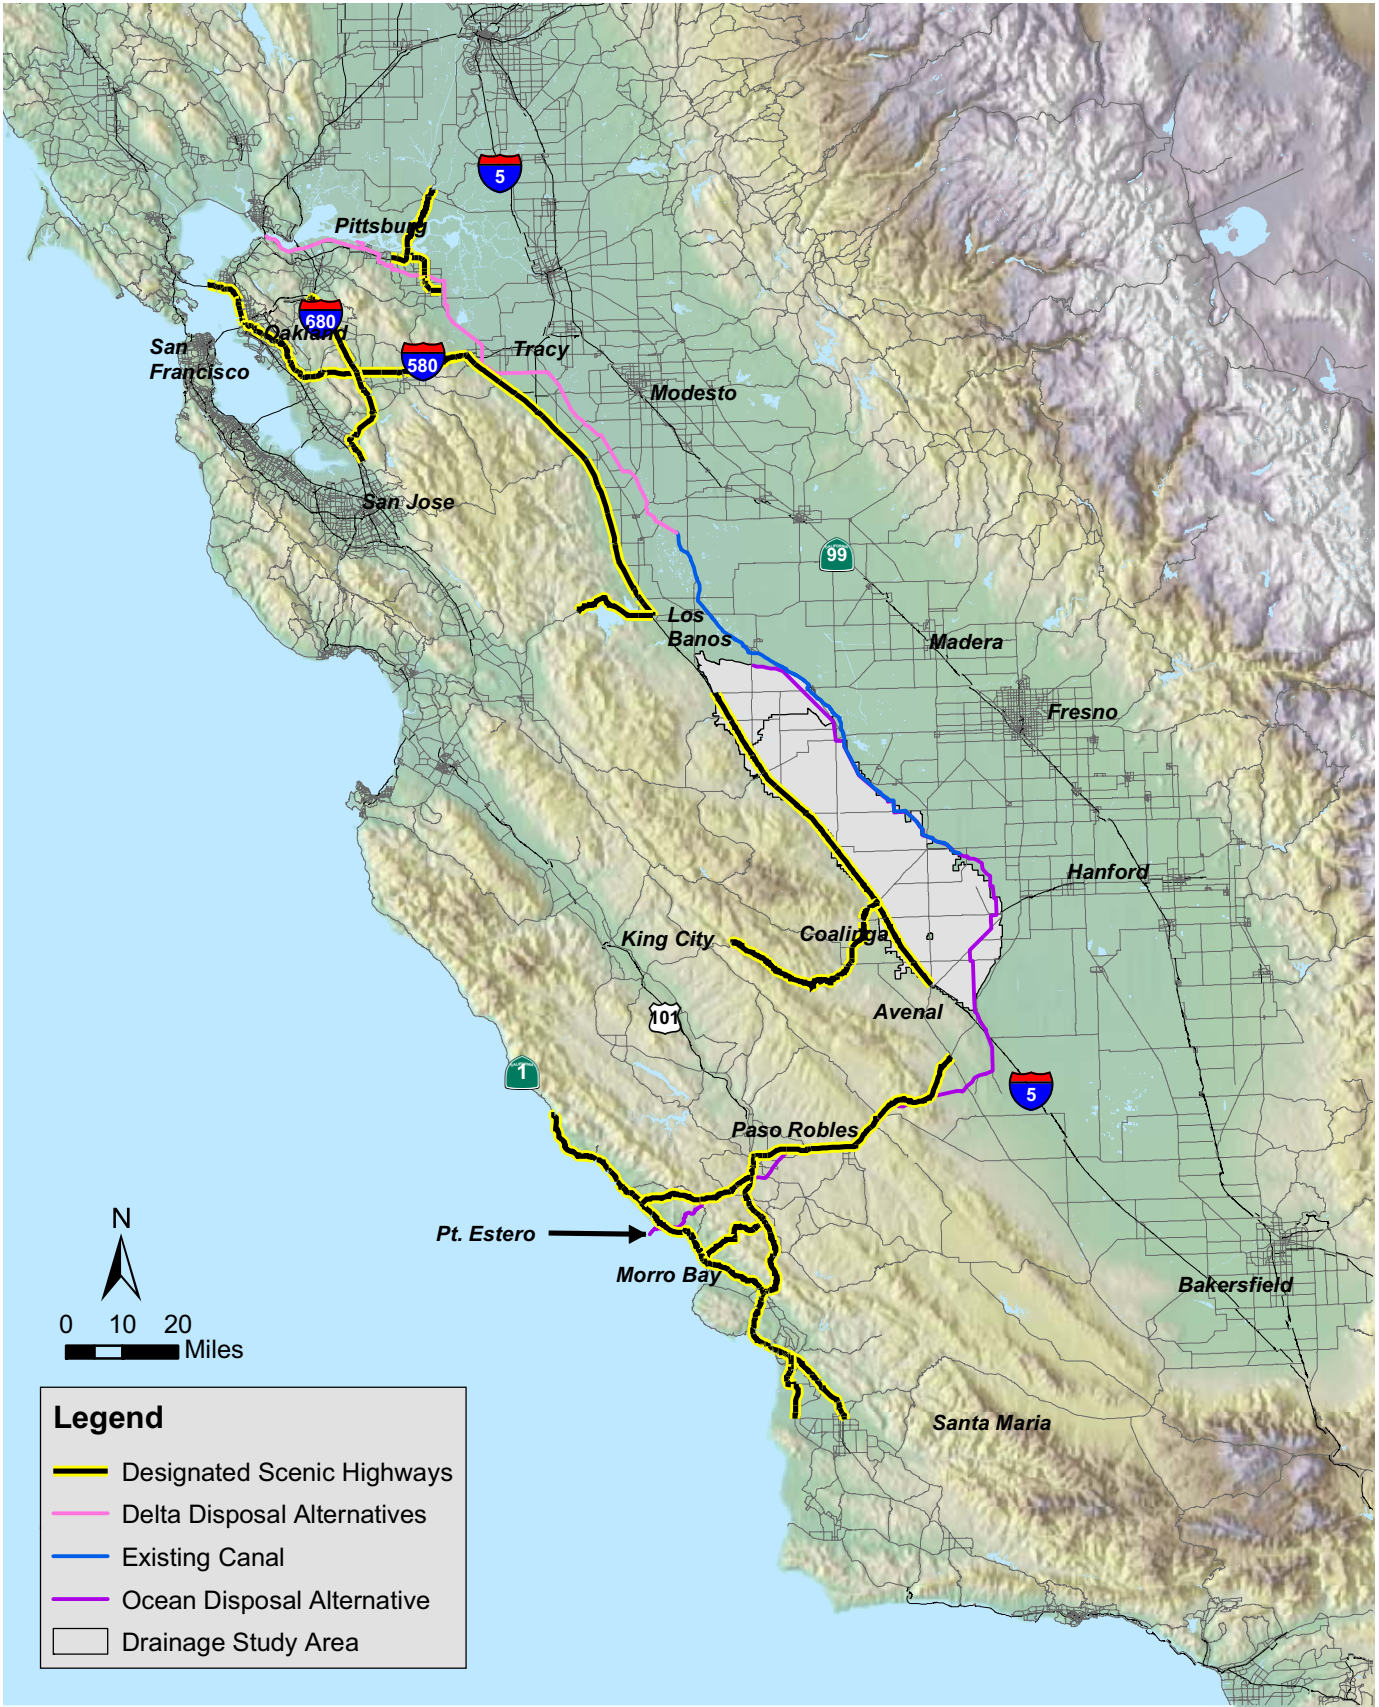 5
Pittsburg
680
Oakland
San
Francisco
580
Tracy
Modesto
San Jose
CALIFORNIA
99
Los
Banos
Madera
Fresno
Hanford
King City
Coalinga
Avenal
101
CALIFORNIA
1
5
Paso Robles
N
Pt. Estero
Morro Bay
Bakersfield
0 10 20
Miles
Santa Maria
Legend
Designated Scenic Highways
Delta Disposal Alternatives
Existing Canal
Ocean Disposal Alternative
Drainage Study Area